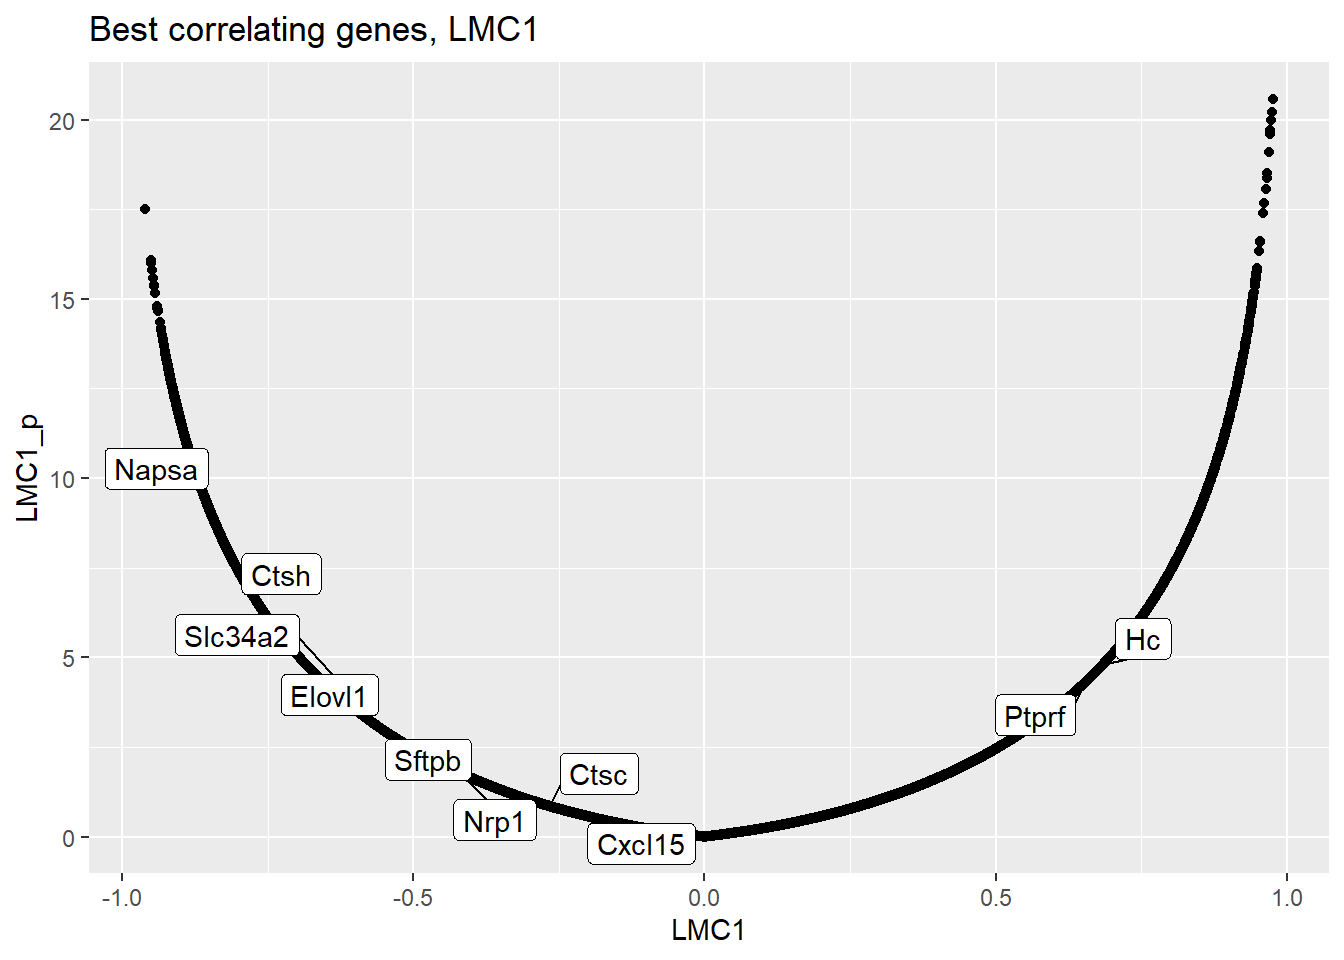 Best correlating genes, LMC1
20
15
10
5
0
LMC1_p
Napsa
Ctsh
Slc34a2
Elovl1
Sftpb
Ctsc
Nrp1
Cxcl15
Hc
Ptprf
-1.0 -0.5 0.0 0.5 1.0
LMC1